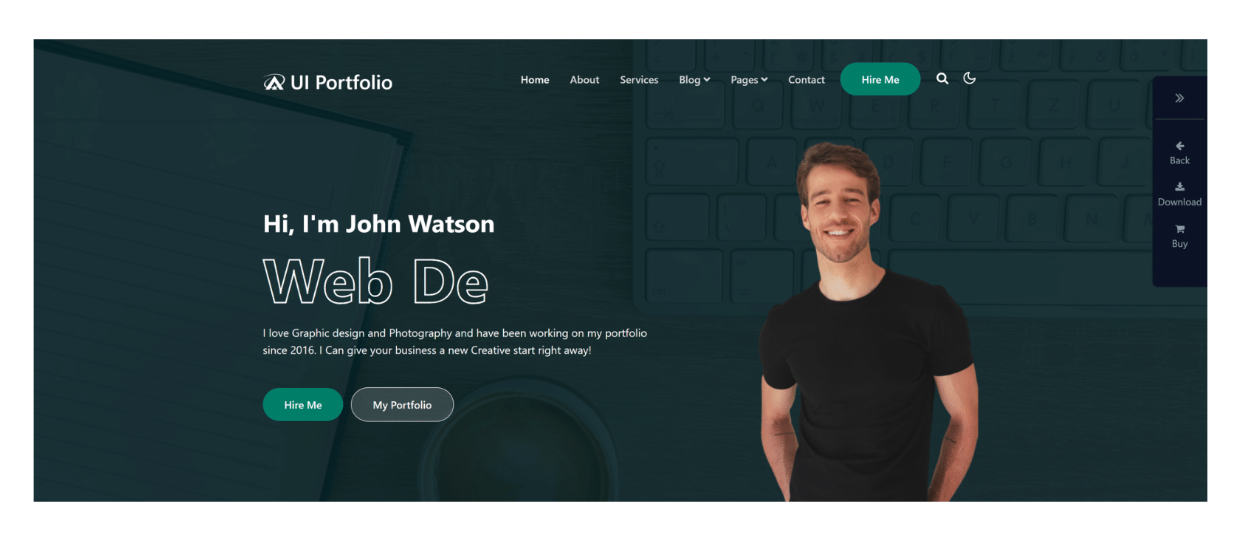 UI Portfolio
Home About Services Blog Pages Contact Hire Me
Hi, I'm John Watson
Web De
I love Graphic design and Photography and have been working on my portfolio
since 2016. I Can give your business a new Creative start right away!
Hire Me My Portfolio
Back
Download
Buy